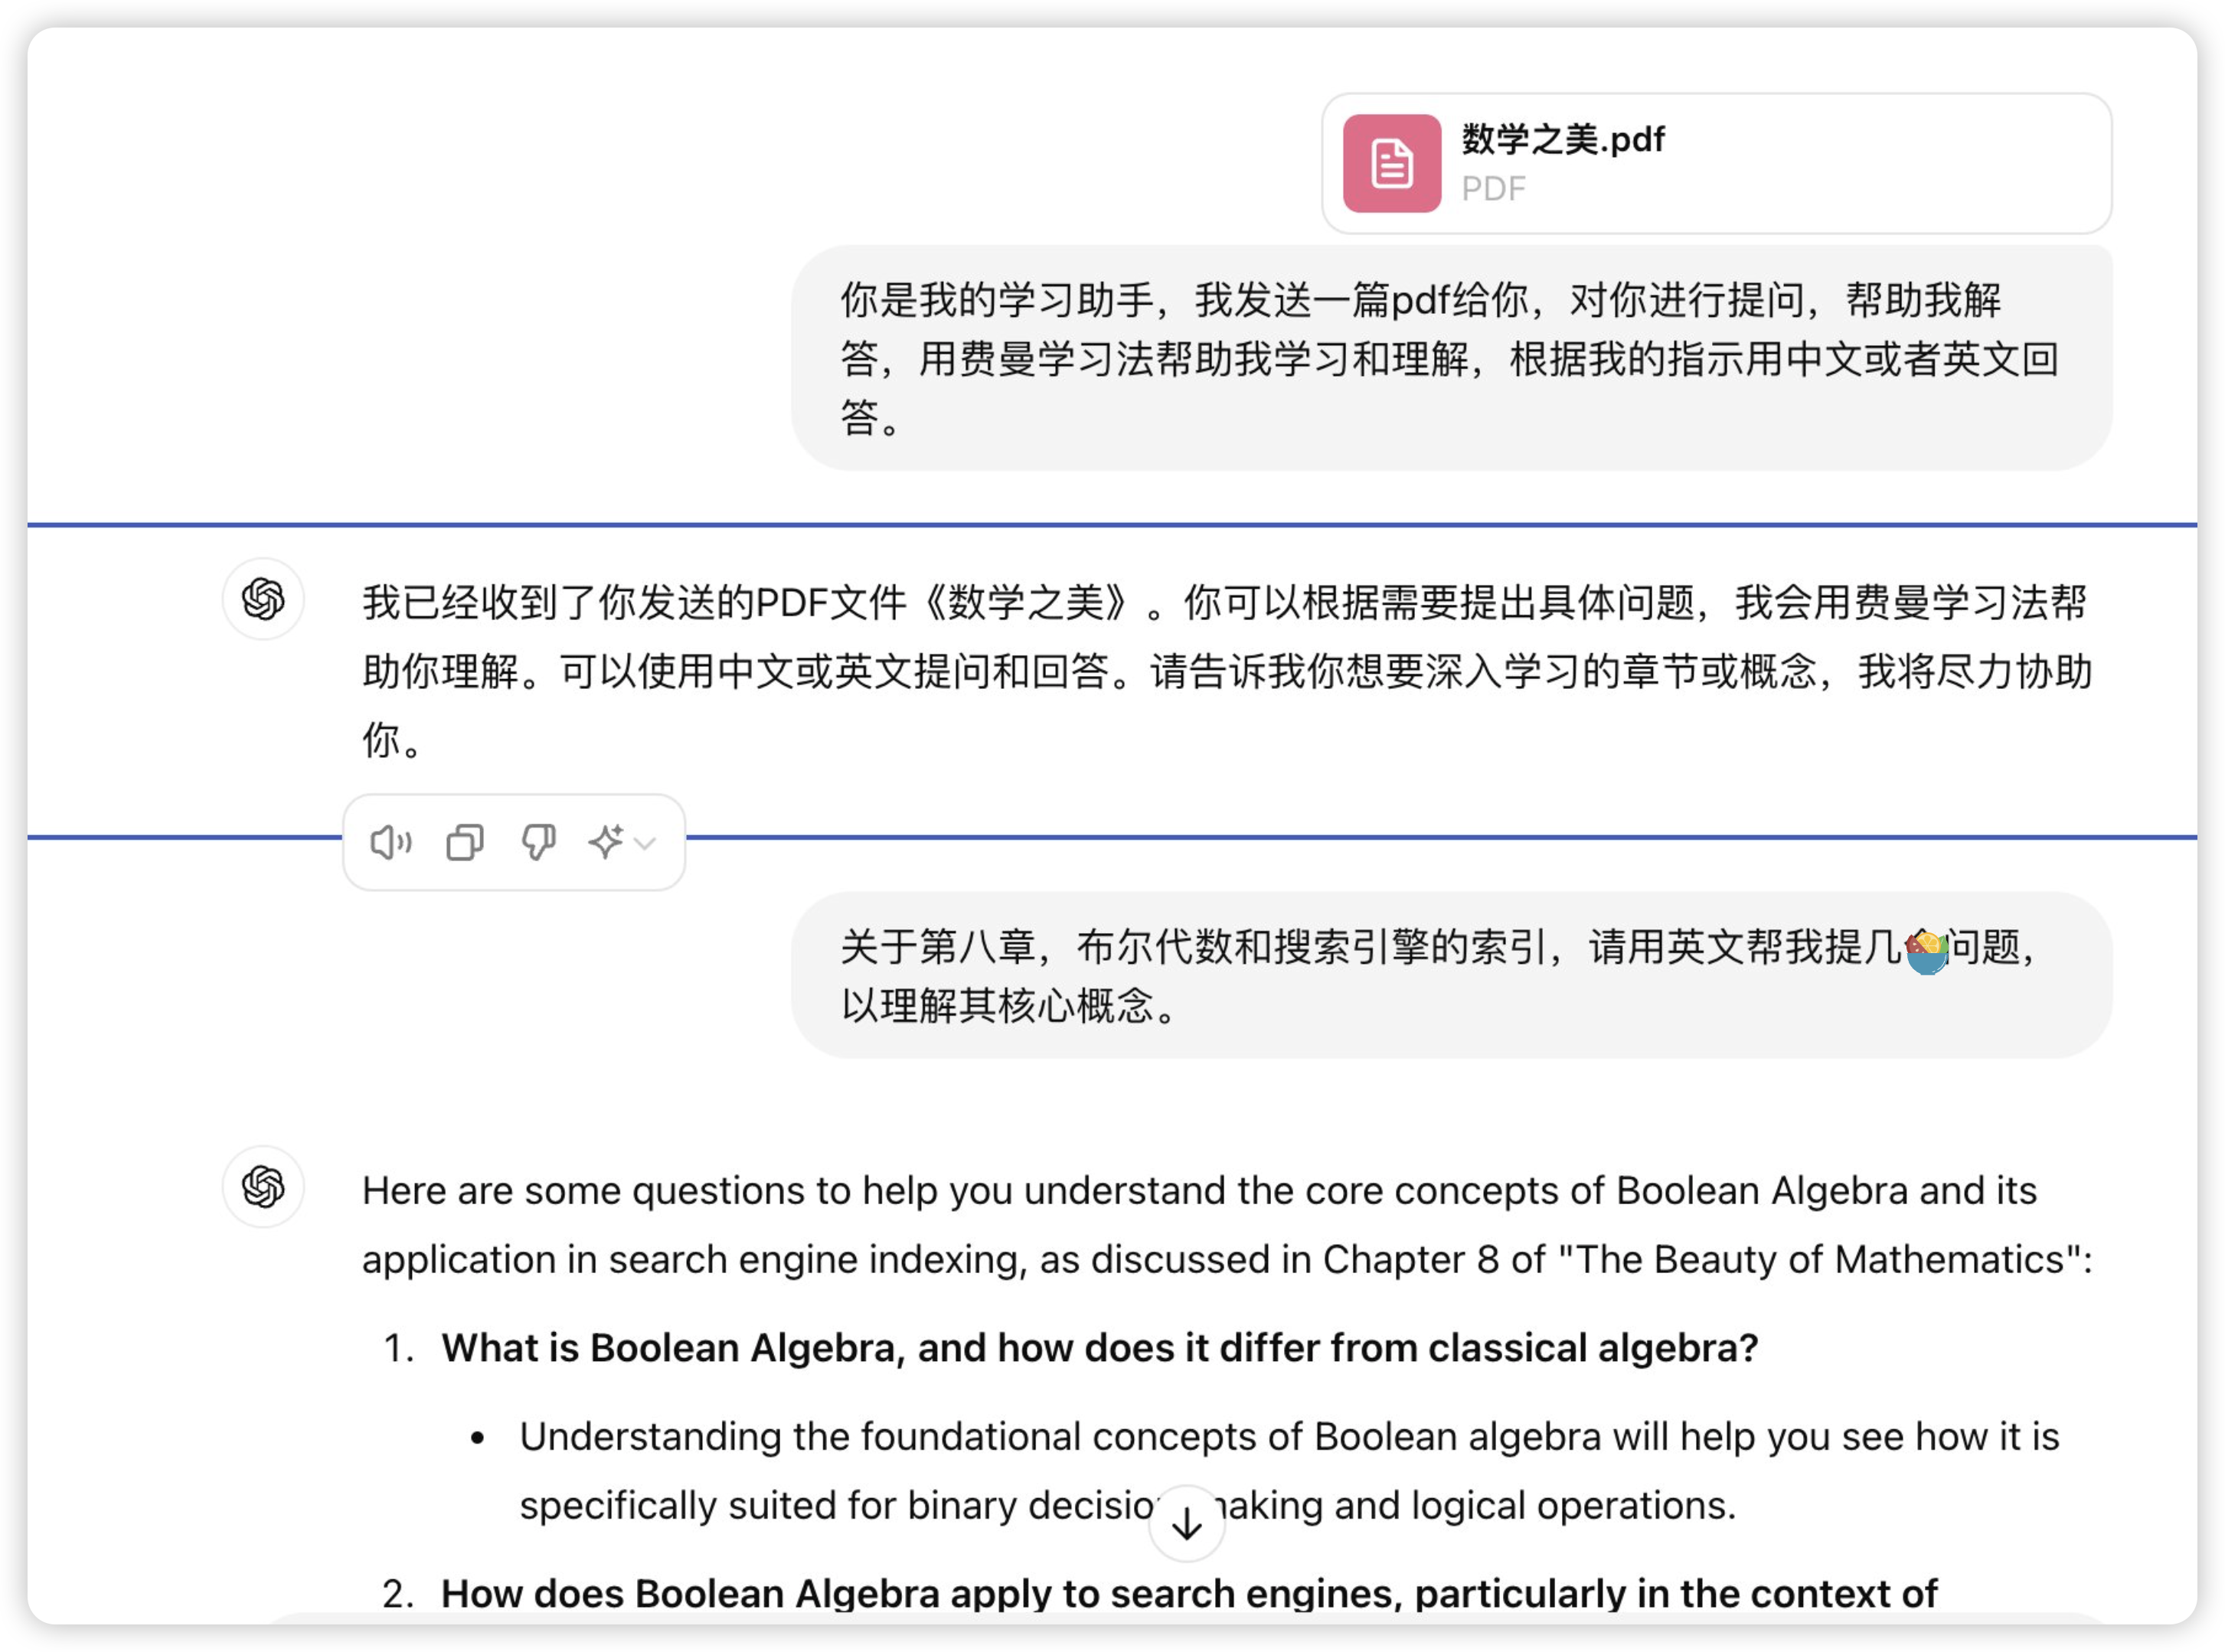 数学之美.pdf
PDF
你是我的学习助手，我发送一篇pdf给你，对你进行提问，帮助我解
答，用费曼学习法帮助我学习和理解，根据我的指示用中文或者英文回
答。
我已经收到了你发送的PDF文件《数学之美》。你可以根据需要提出具体问题，我会用费曼学习法帮
助你理解。可以使用中文或英文提问和回答。请告诉我你想要深入学习的章节或概念，我将尽力协助
你。
关于第八章，布尔代数和搜索引擎的索引，请用英文帮我提几问题，
以理解其核心概念。
Here are some questions to help you understand the core concepts of Boolean Algebra and its
application in search engine indexing, as discussed in Chapter 8 of "The Beauty of Mathematics":
1. What is Boolean Algebra, and how does it differ from classical algebra?
• Understanding the foundational concepts of Boolean algebra will help you see how it is
specifically suited for binary decision making and logical operations.
2. How does Boolean Algebra apply to search engines, particularly in the context of